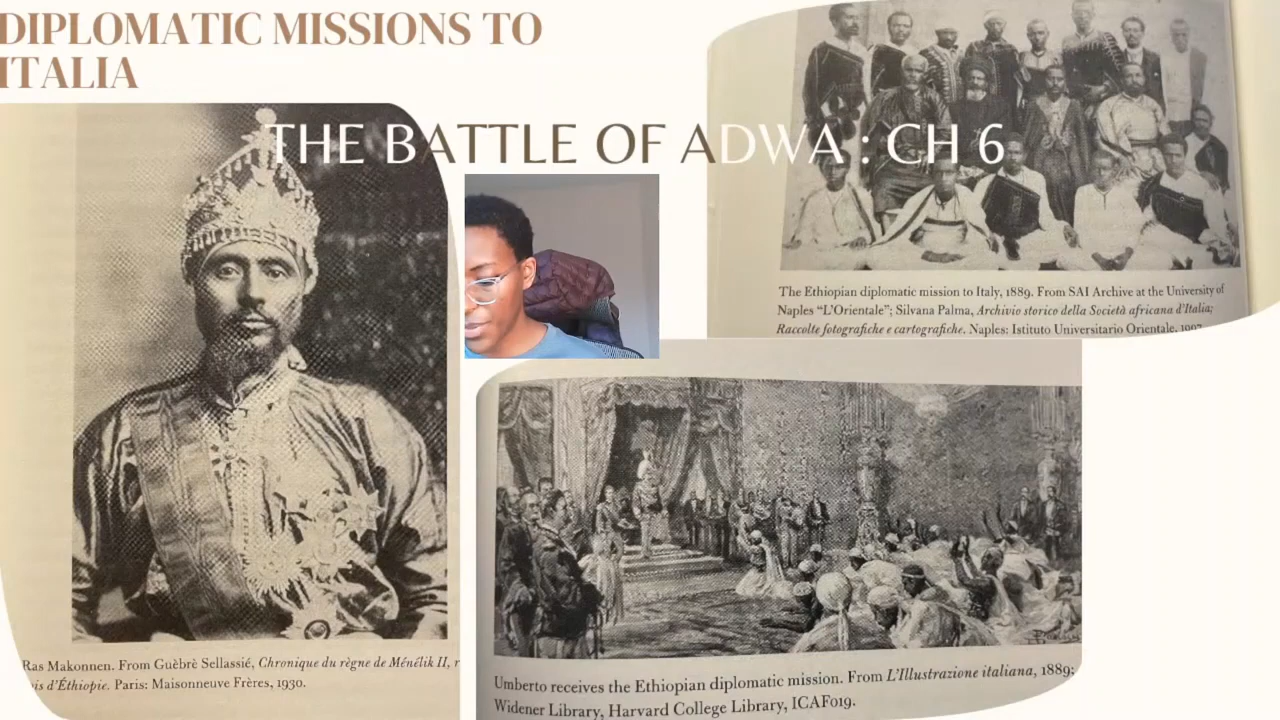 DIPLOMATIC MISSIONS TO
ITALIA
THE BATTLE OF ADWA : CH 6
The Ethiopian diplomatic mission to Italy, 1889. From SAI Archive at the University of
Naples “L’Orientale”; Silvana Palma, Archivio storico della Società africana d’Italia;
Raccolte fotografiche e cartografiche. Naples: Istituto Universitario Orientale, 1997
Ras Makonnen. From Guèbrè Sellassié, Chronique du règne de Ménélik II, r
is d’Éthiopie. Paris: Maisonneuve Frères, 1930.
Umberto receives the Ethiopian diplomatic mission. From L’Illustrazione italiana, 1889;
Widener Library, Harvard College Library, ICAF019.